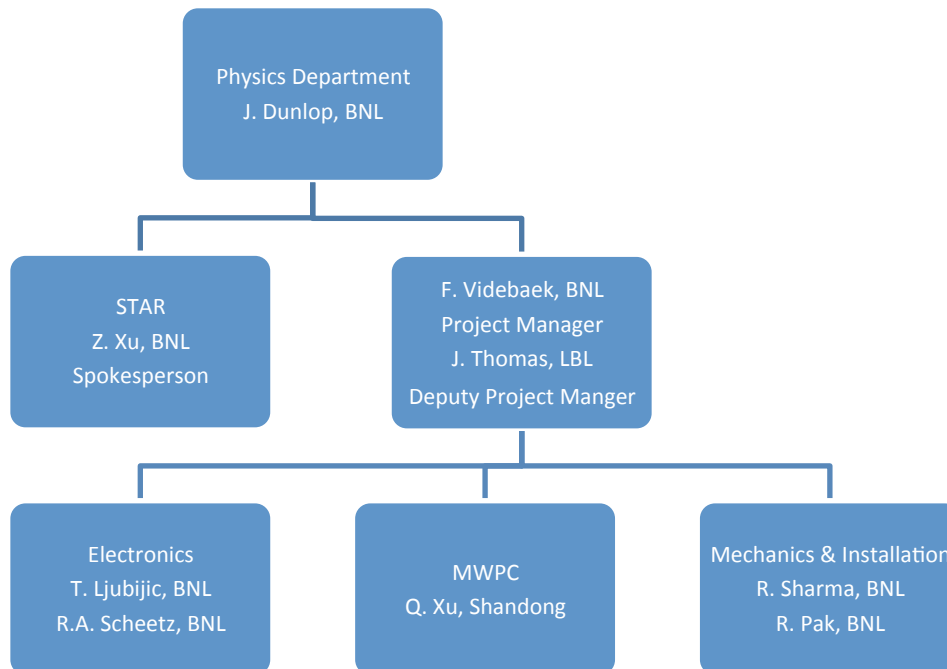 Physics Department
J. Dunlop, BNL
STAR
Z. Xu, BNL
Spokesperson
F. Videbaek, BNL
Project Manager
J. Thomas, LBL
Deputy Project Manger
Electronics
T. Ljubijic, BNL
R.A. Scheetz, BNL
MWPC
Q. Xu, Shandong
Mechanics & Installation
R. Sharma, BNL
R. Pak, BNL